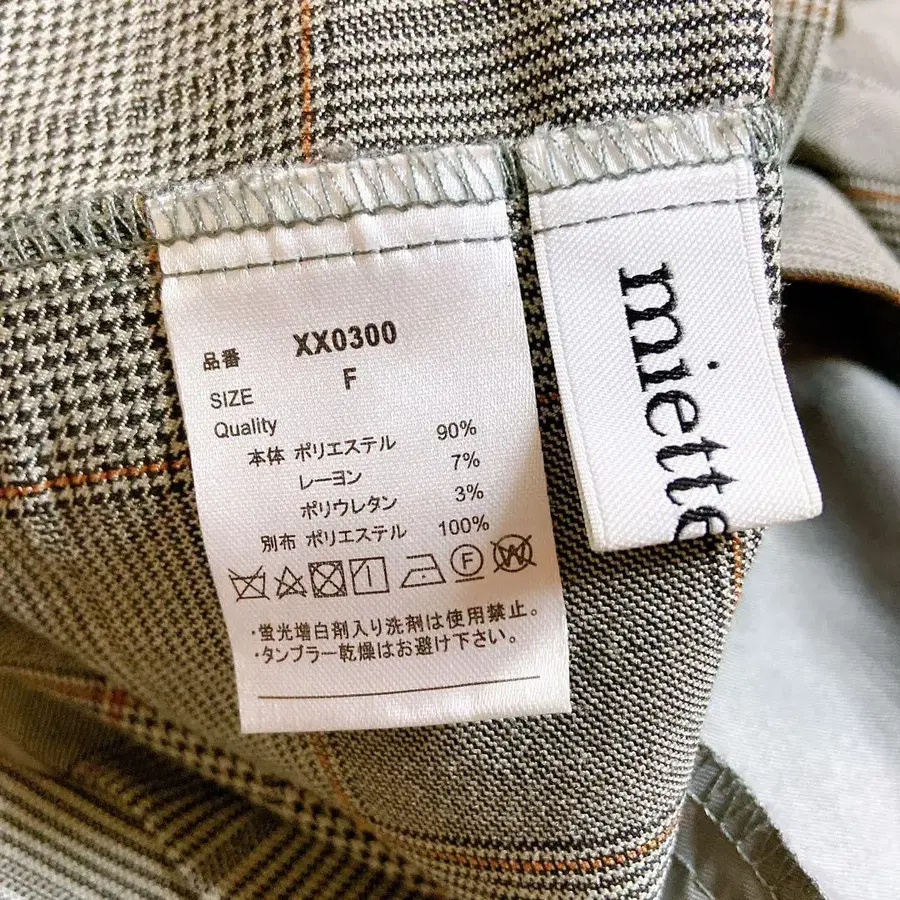 品番 XX0300
SIZE F
Quality
本体 ポリエステル 90%
レーヨン 7%
ポリウレタン 3%
別布 ポリエステル 100%
F W
・蛍光増白剤入り洗剤は使用禁止。
・タンブラー乾燥はお避け下さい。
miette